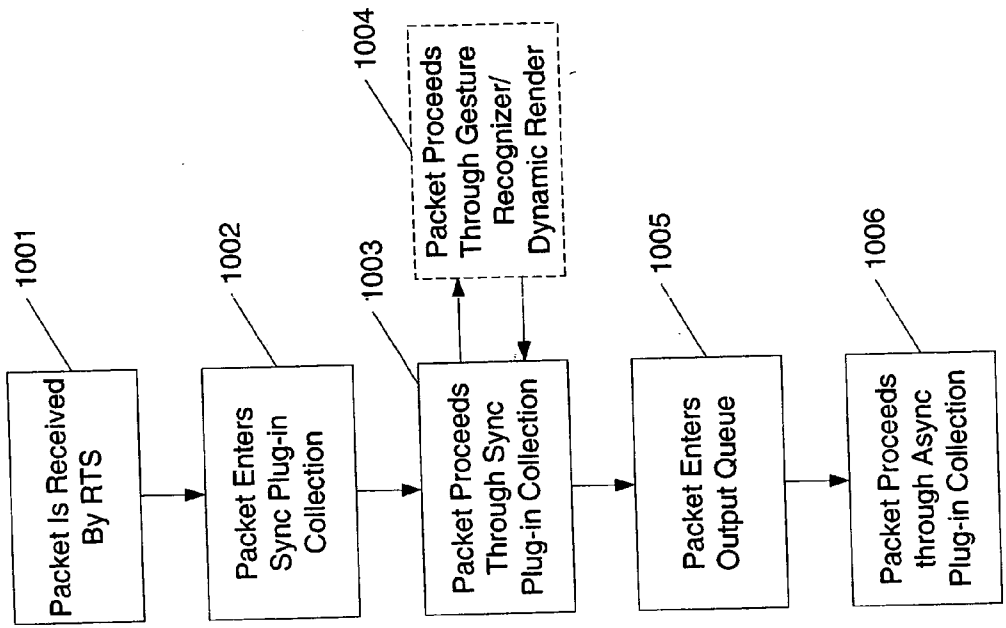 1001
Packet Is Received
By RTS
1002
Packet Enters
Sync Plug-in
Collection
1003
Packet Proceeds
Through Sync
Plug-in Collection
1004
Packet Proceeds
Through Gesture
Recognizer/
Dynamic Render
1005
Packet Enters
Output Queue
1006
Packet Proceeds
through Async
Plug-in Collection